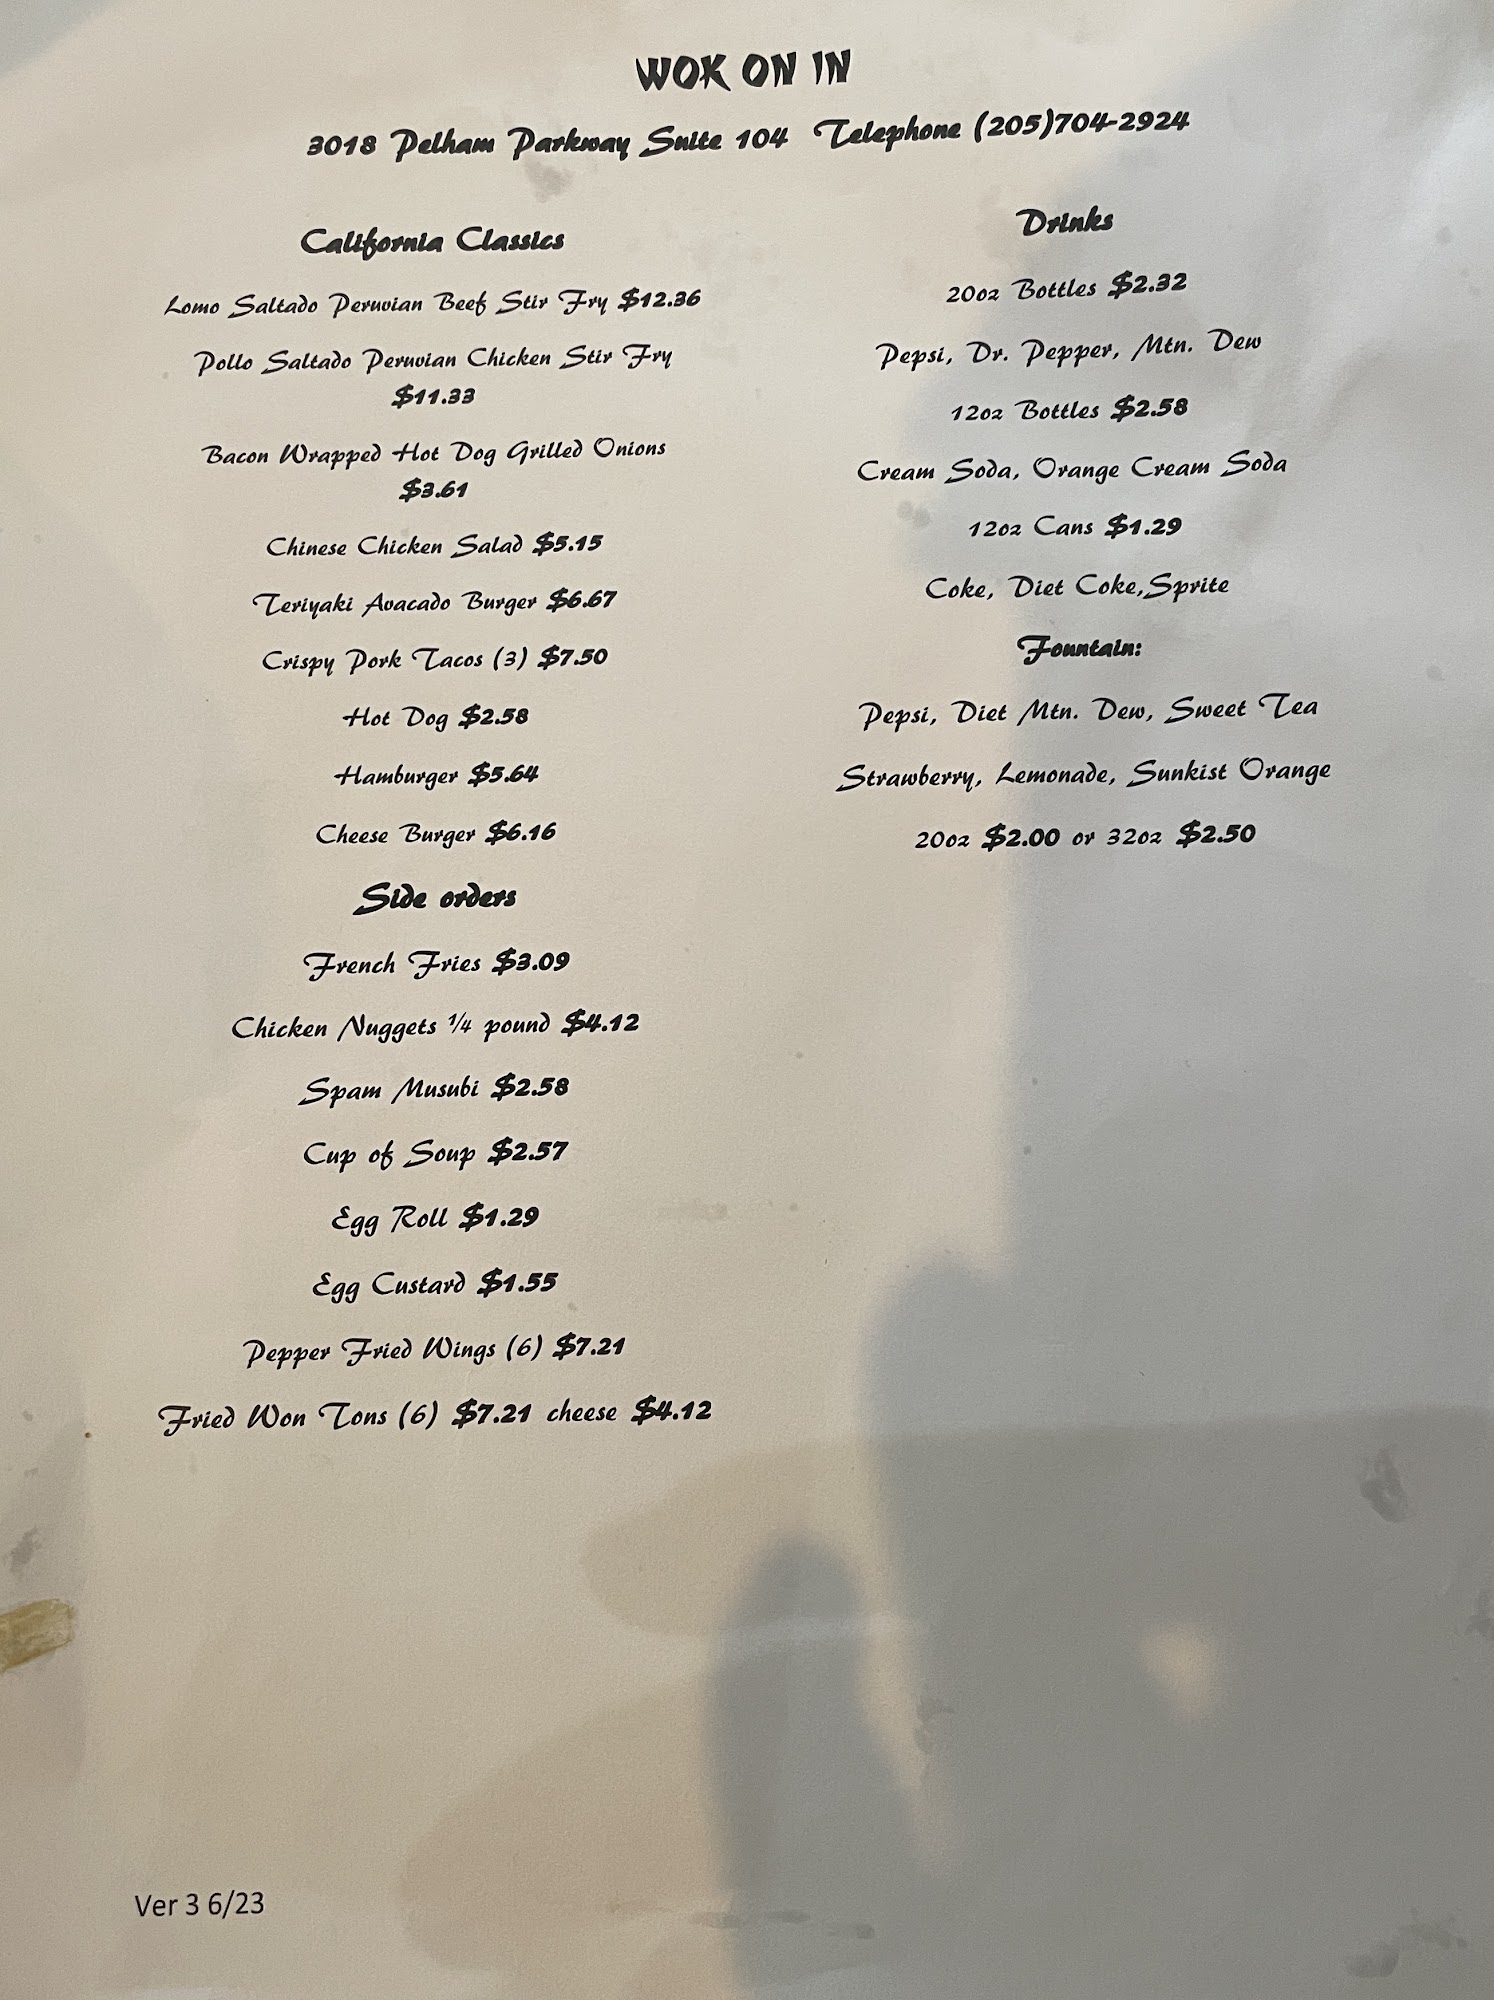 WOK ON IN
3018 Pelham Parkway Suite 104 Telephone (205)704-2924
California Classics
Lomo Saltado Peruvian Beef Stir Fry $12.36
Pollo Saltado Peruvian Chicken Stir Fry
$11.33
Bacon Wrapped Hot Dog Grilled Onions
$3.61
Chinese Chicken Salad $5.15
Teriyaki Avacado Burger $6.67
Crispy Pork Tacos (3) $7.50
Hot Dog $2.58
Hamburger $5.64
Cheese Burger $6.16
Side orders
French Fries $3.09
Chicken Nuggets ¼ pound $4.12
Spam Musubi $2.58
Cup of Soup $2.57
Egg Roll $1.29
Egg Custard $1.55
Pepper Fried Wings (6) $7.21
Fried Won Tons (6) $7.21 cheese $4.12
Drinks
20oz Bottles $2.32
Pepsi, Dr. Pepper, Mtn. Dew
12oz Bottles $2.58
Cream Soda, Orange Cream Soda
12oz Cans $1.29
Coke, Diet Coke,Sprite
Fountain:
Pepsi, Diet Mtn. Dew, Sweet Tea
Strawberry, Lemonade, Sunkist Orange
20oz $2.00 or 32oz $2.50
Ver 3 6/23